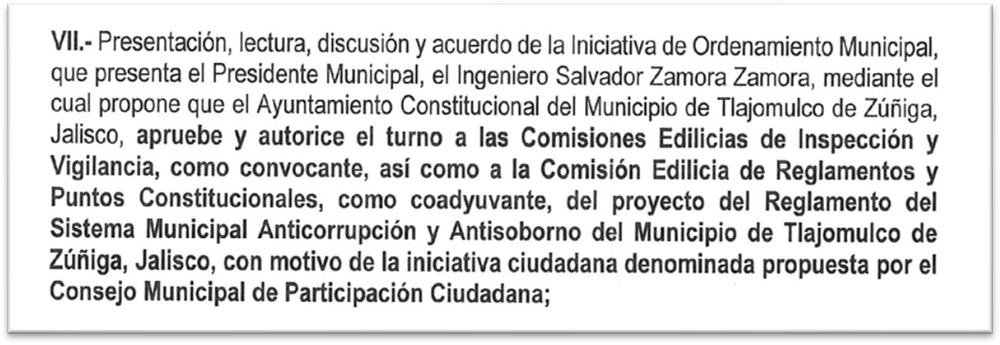 VII.- Presentación, lectura, discusión y acuerdo de la Iniciativa de Ordenamiento Municipal,
que presenta el Presidente Municipal, el Ingeniero Salvador Zamora Zamora, mediante el
cual propone que el Ayuntamiento Constitucional del Municipio de Tlajomulco de Zúñiga,
Jalisco, apruebe y autorice el turno a las Comisiones Edilicias de Inspección y
Vigilancia, como convocante, así como a la Comisión Edilicia de Reglamentos y
Puntos Constitucionales, como coadyuvante, del proyecto del Reglamento del
Sistema Municipal Anticorrupción y Antisoborno del Municipio de Tlajomulco de
Zúñiga, Jalisco, con motivo de la iniciativa ciudadana denominada propuesta por el
Consejo Municipal de Participación Ciudadana;